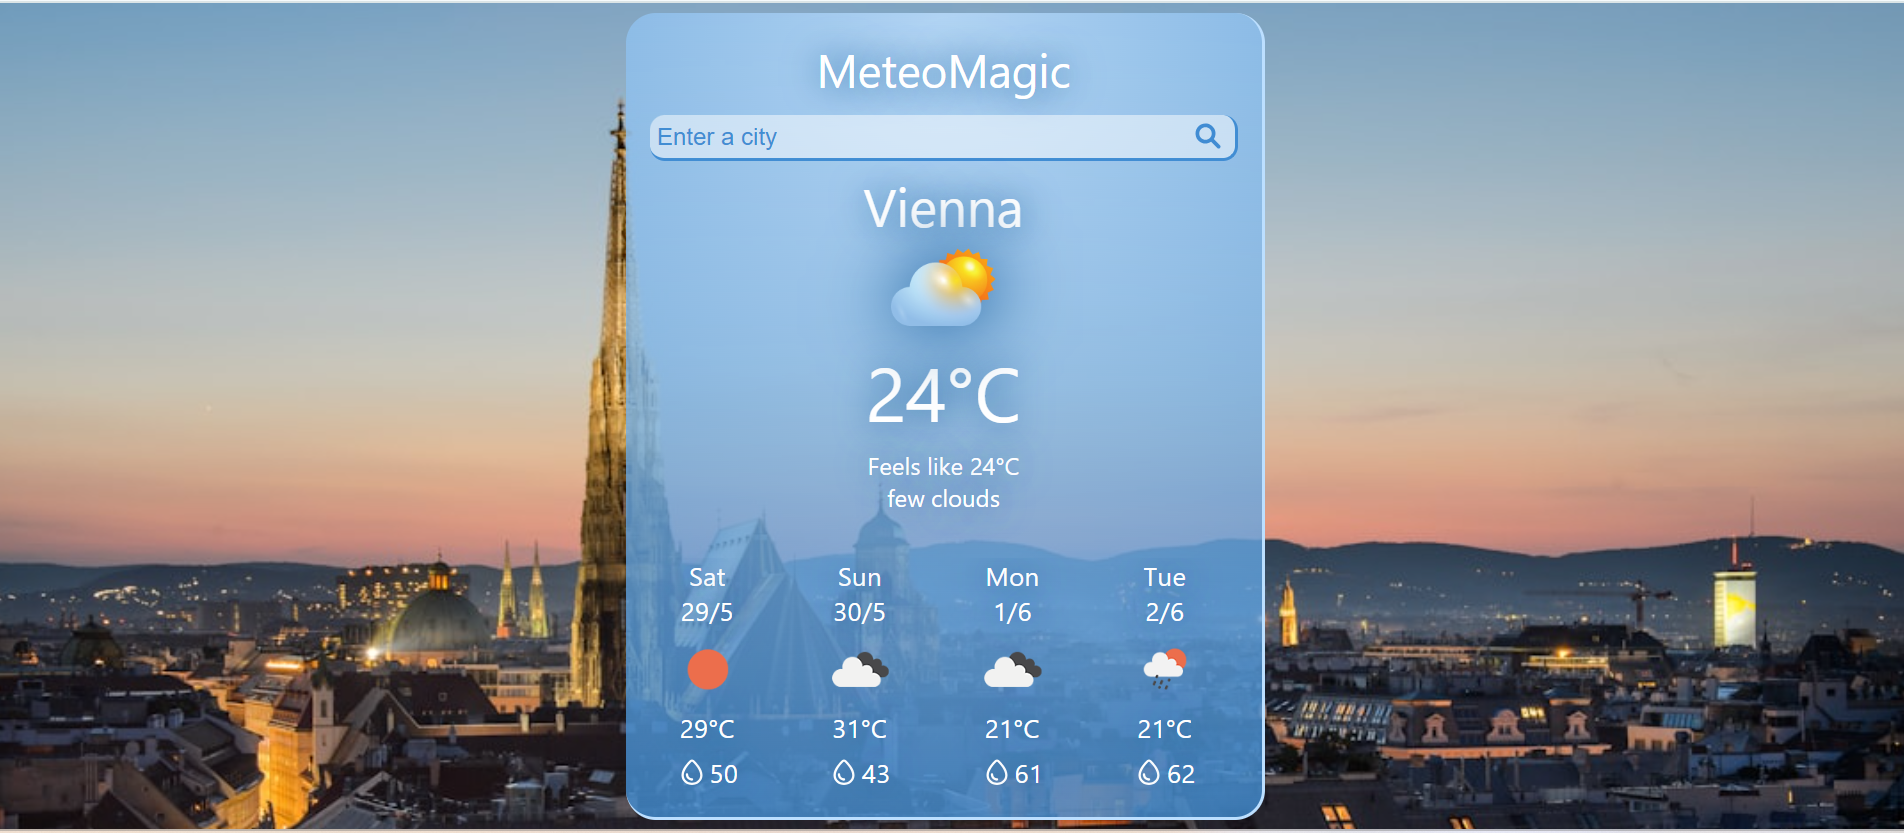 MeteoMagic
Enter a city
Vienna
24°C
Feels like 24°C
few clouds
Sat Sun Mon Tue
29/5 30/5 1/6 2/6
29°C 31°C 21°C 21°C
50 43 61 62